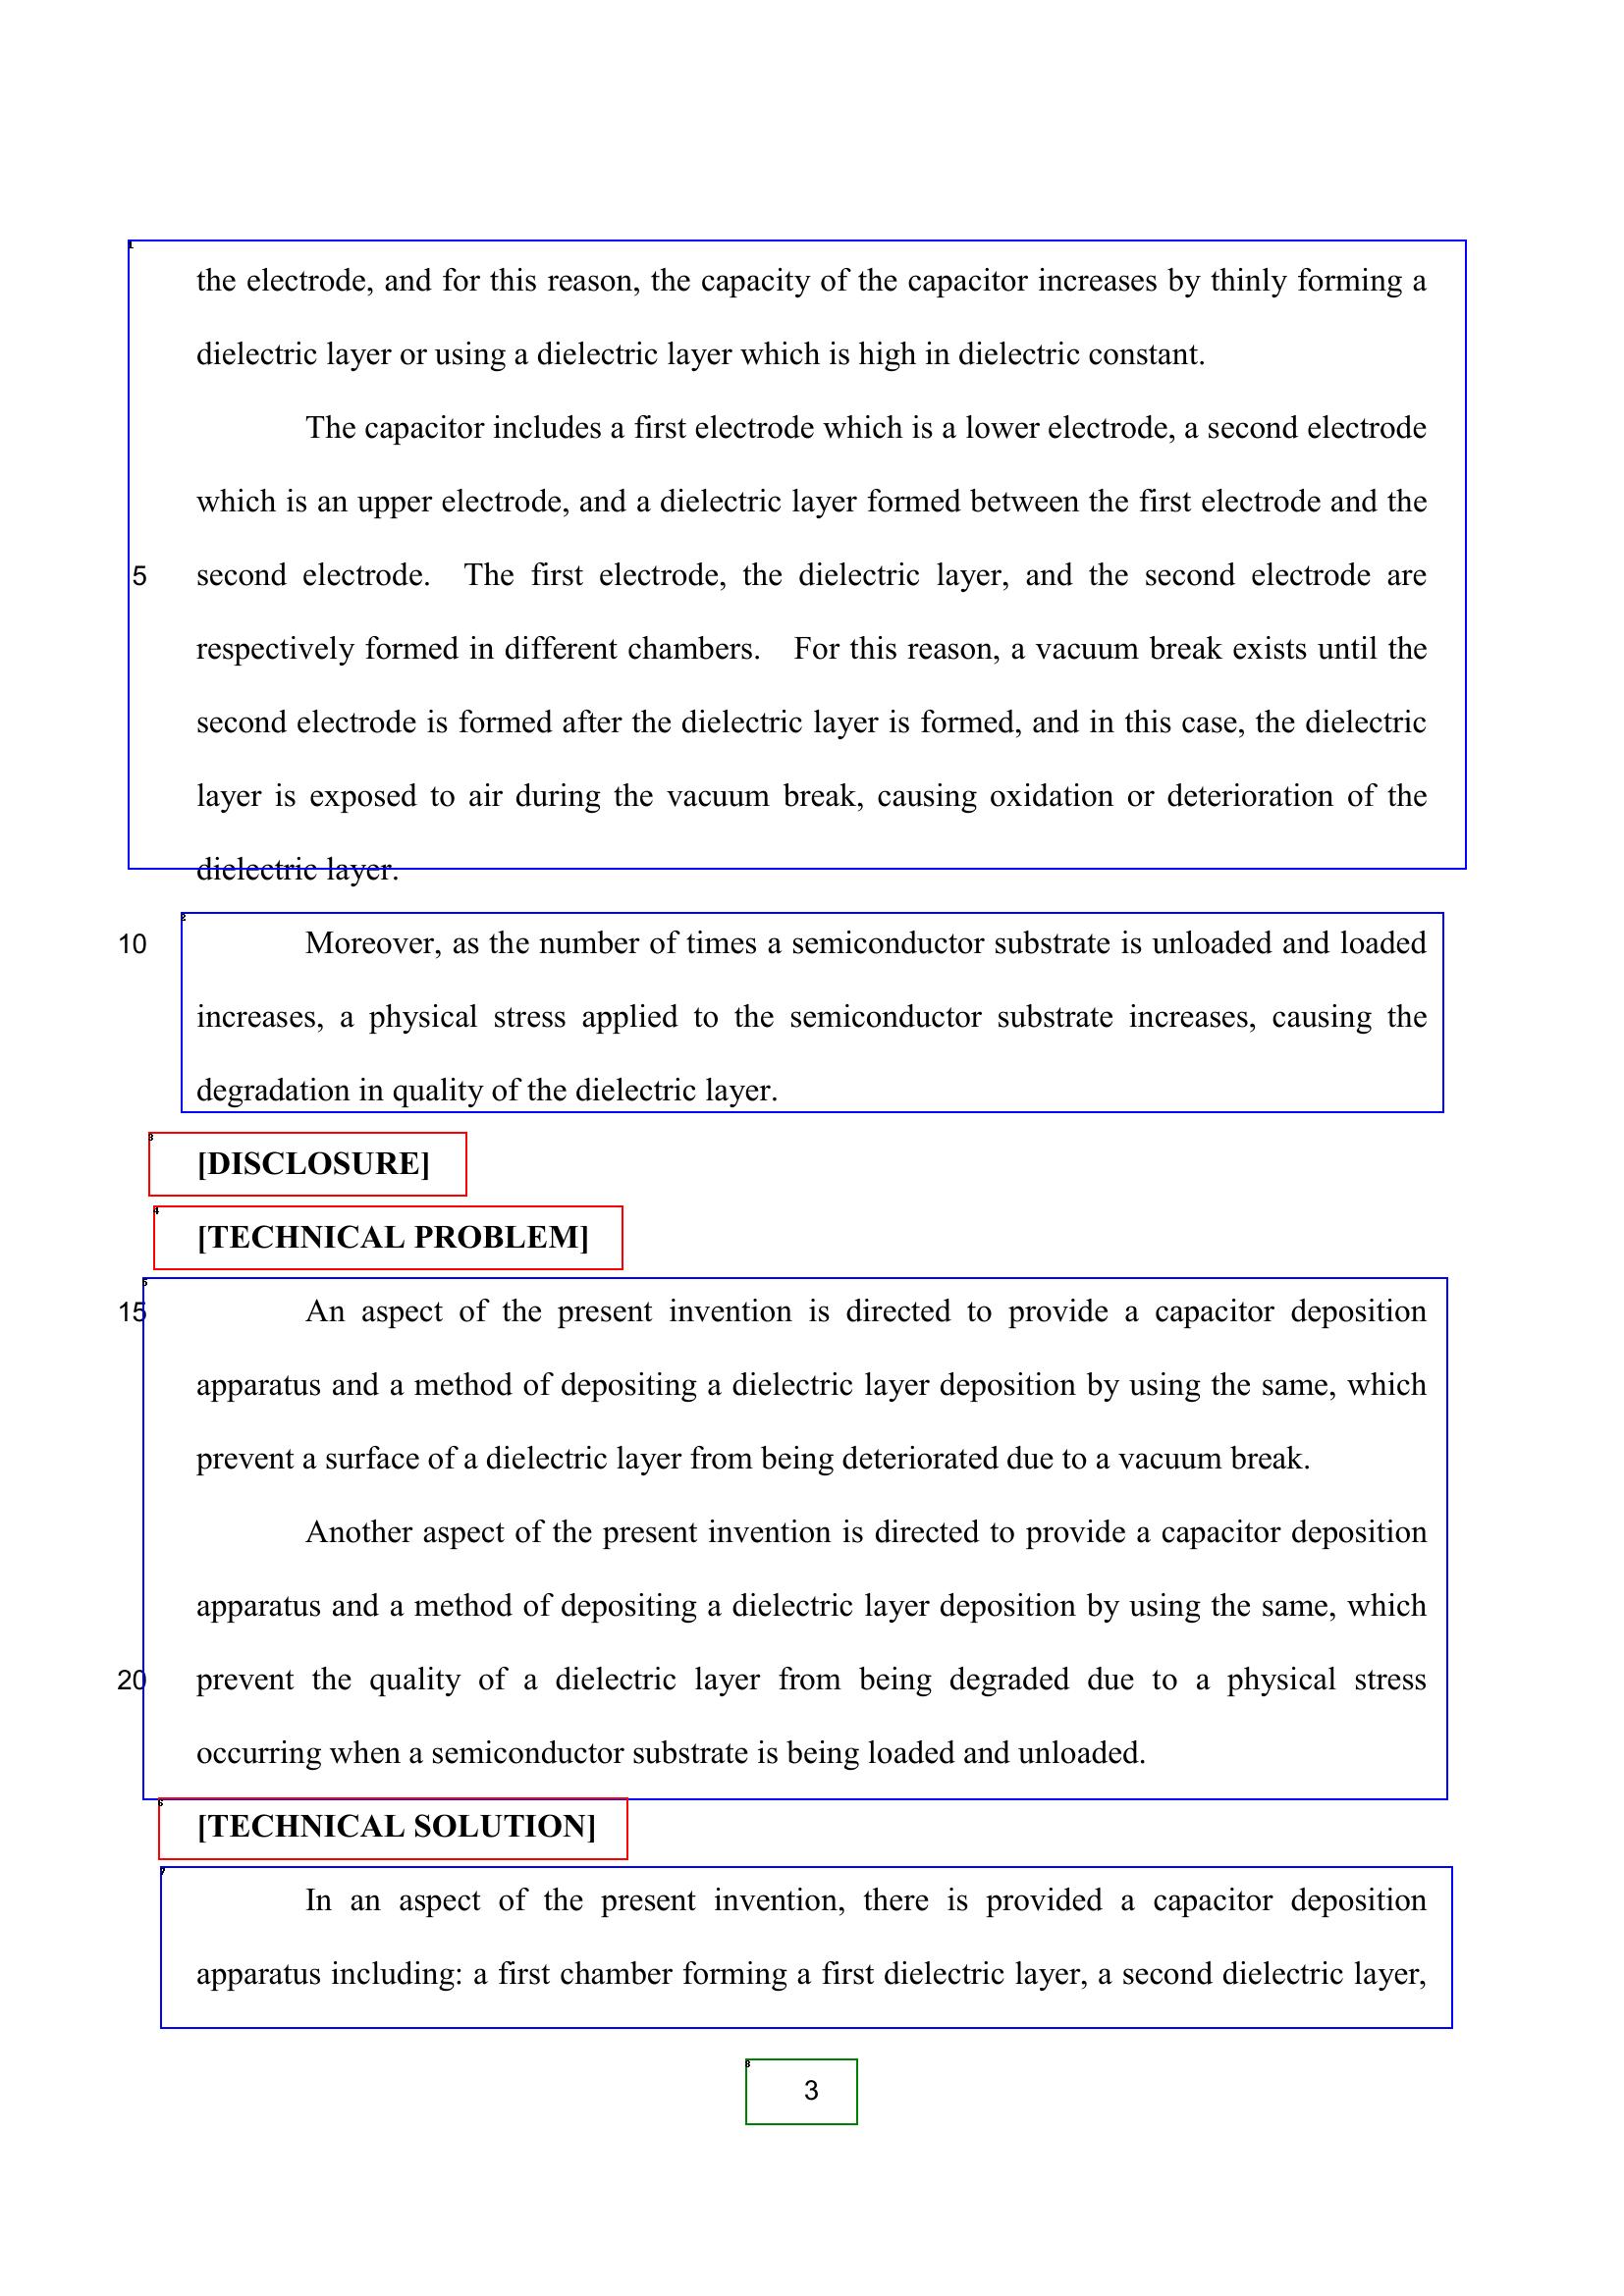 the electrode, and for this reason, the capacity of the capacitor increases by thinly forming a
dielectric layer or using a dielectric layer which is high in dielectric constant.
The capacitor includes a first electrode which is a lower electrode, a second electrode
which is an upper electrode, and a dielectric layer formed between the first electrode and the
5 second electrode. The first electrode, the dielectric layer, and the second electrode are
respectively formed in different chambers. For this reason, a vacuum break exists until the
second electrode is formed after the dielectric layer is formed, and in this case, the dielectric
layer is exposed to air during the vacuum break, causing oxidation or deterioration of the
dielectric layer.
10 Moreover, as the number of times a semiconductor substrate is unloaded and loaded
increases, a physical stress applied to the semiconductor substrate increases, causing the
degradation in quality of the dielectric layer.
[DISCLOSURE]
[TECHNICAL PROBLEM]
15 An aspect of the present invention is directed to provide a capacitor deposition
apparatus and a method of depositing a dielectric layer deposition by using the same, which
prevent a surface of a dielectric layer from being deteriorated due to a vacuum break.
Another aspect of the present invention is directed to provide a capacitor deposition
apparatus and a method of depositing a dielectric layer deposition by using the same, which
20 prevent the quality of a dielectric layer from being degraded due to a physical stress
occurring when a semiconductor substrate is being loaded and unloaded.
[TECHNICAL SOLUTION]
In an aspect of the present invention, there is provided a capacitor deposition
apparatus including: a first chamber forming a first dielectric layer, a second dielectric layer,
3